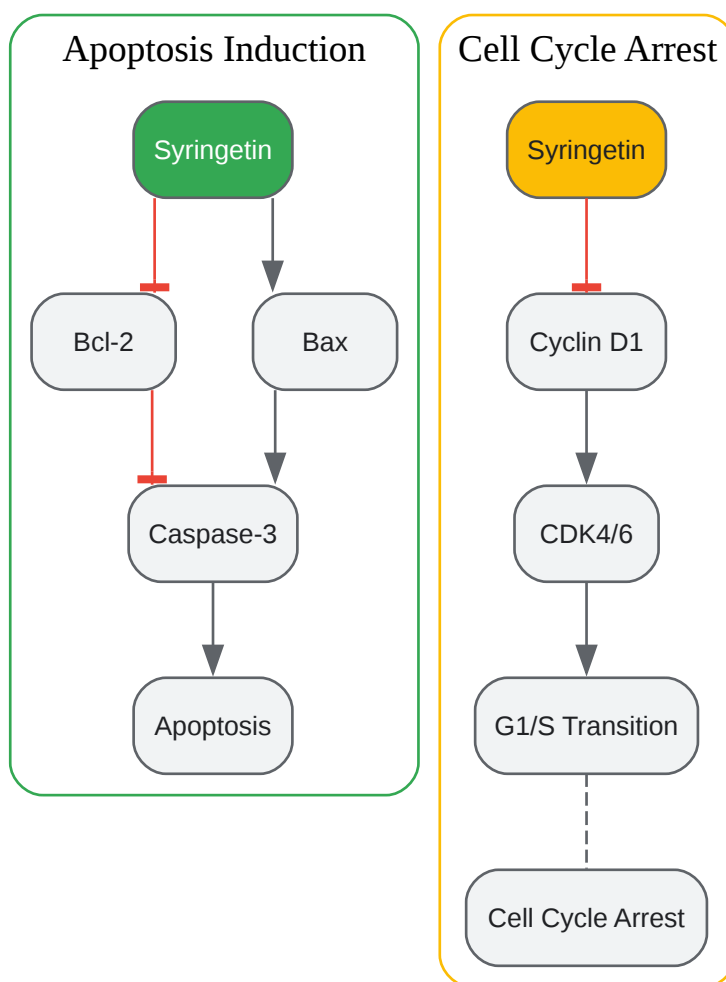 Apoptosis Induction
Syringetin
Bcl-2
Bax
Caspase-3
Apoptosis
Cell Cycle Arrest
Syringetin
Cyclin D1
CDK4/6
G1/S Transition
Cell Cycle Arrest